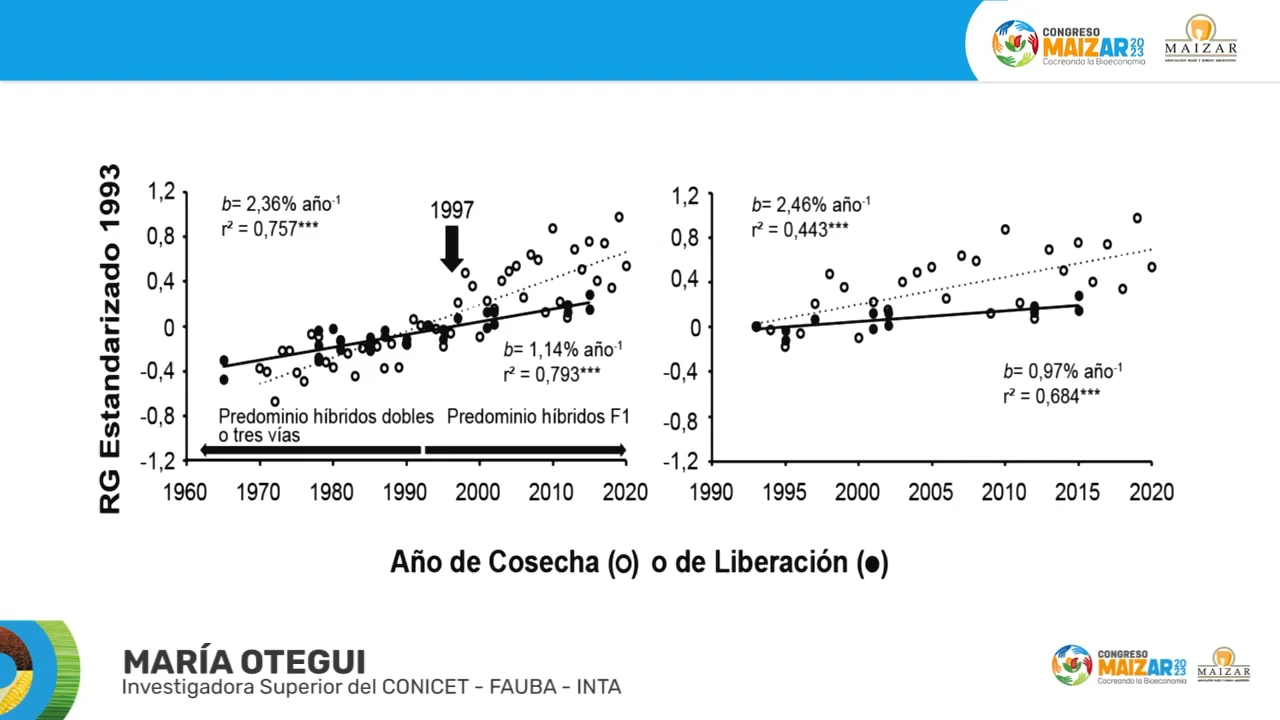 CONGRESO
MAIZAR 2023
Cocreando la Bioeconomía
MAIZAR
ASOCIACIÓN MAÍZ Y SORGO ARGENTINO
RG Estandarizado 1993
1,2
0,8
0,4
0
-0,4
-0,8
-1,2
b= 2,36% año-1
r² = 0,757***
1997
b= 1,14% año-1
r² = 0,793***
Predominio híbridos dobles
o tres vías
Predominio híbridos F1
1960 1970 1980 1990 2000 2010 2020
1,2
0,8
0,4
0
-0,4
-0,8
-1,2
b= 2,46% año-1
r² = 0,443***
b= 0,97% año-1
r² = 0,684***
1990 1995 2000 2005 2010 2015 2020
Año de Cosecha (o) o de Liberación (●)
MARÍA OTEGUI
Investigadora Superior del CONICET - FAUBA - INTA
CONGRESO
MAIZAR 2023
Cocreando la Bioeconomía
MAIZAR